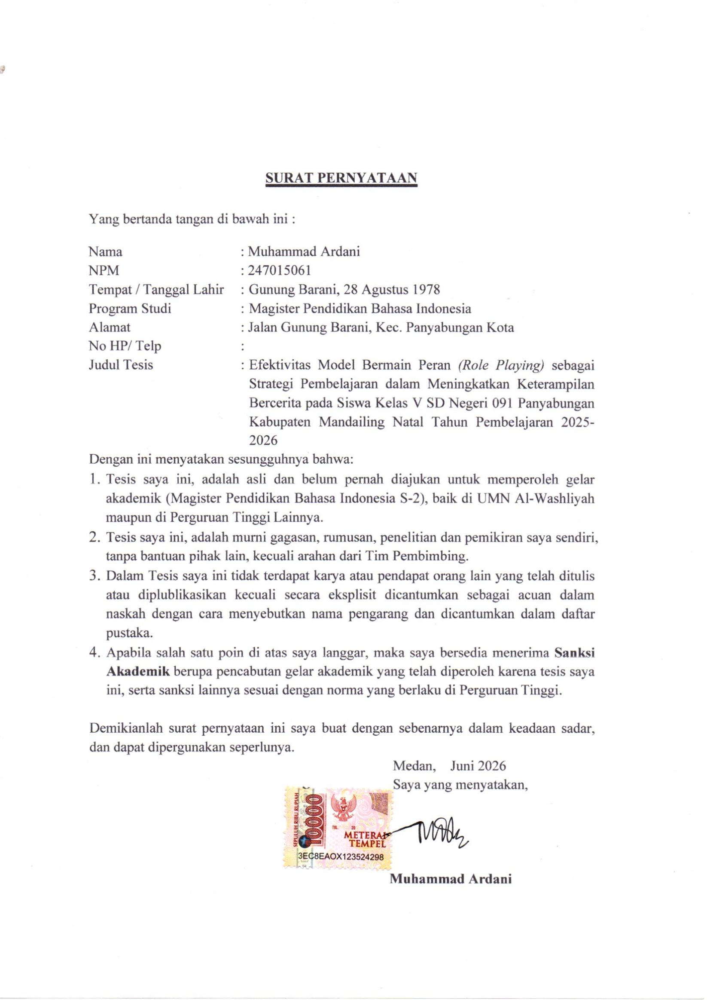 SURAT PERNYATAAN
Yang bertanda tangan di bawah ini :
Nama : Muhammad Ardani
NPM : 247015061
Tempat / Tanggal Lahir : Gunung Barani, 28 Agustus 1978
Program Studi : Magister Pendidikan Bahasa Indonesia
Alamat : Jalan Gunung Barani, Kec. Panyabungan Kota
No HP/ Telp :
Judul Tesis : Efektivitas Model Bermain Peran (Role Playing) sebagai
Strategi Pembelajaran dalam Meningkatkan Keterampilan
Bercerita pada Siswa Kelas V SD Negeri 091 Panyabungan
Kabupaten Mandailing Natal Tahun Pembelajaran 2025-
2026
Dengan ini menyatakan sesungguhnya bahwa:
1. Tesis saya ini, adalah asli dan belum pernah diajukan untuk memperoleh gelar
akademik (Magister Pendidikan Bahasa Indonesia S-2), baik di UMN Al-Washliyah
maupun di Perguruan Tinggi Lainnya.
2. Tesis saya ini, adalah murni gagasan, rumusan, penelitian dan pemikiran saya sendiri,
tanpa bantuan pihak lain, kecuali arahan dari Tim Pembimbing.
3. Dalam Tesis saya ini tidak terdapat karya atau pendapat orang lain yang telah ditulis
atau diplublikasikan kecuali secara eksplisit dicantumkan sebagai acuan dalam
naskah dengan cara menyebutkan nama pengarang dan dicantumkan dalam daftar
pustaka.
4. Apabila salah satu poin di atas saya langgar, maka saya bersedia menerima Sanksi
Akademik berupa pencabutan gelar akademik yang telah diperoleh karena tesis saya
ini, serta sanksi lainnya sesuai dengan norma yang berlaku di Perguruan Tinggi.
Demikianlah surat pernyataan ini saya buat dengan sebenarnya dalam keadaan sadar,
dan dapat dipergunakan seperlunya.
Medan, Juni 2026
Saya yang menyatakan,
SEPULUH RIBU RUPIAH
10000
TGL. 20
METERAI
TEMPEL
3EC8EAOX123524298
Muhammad Ardani